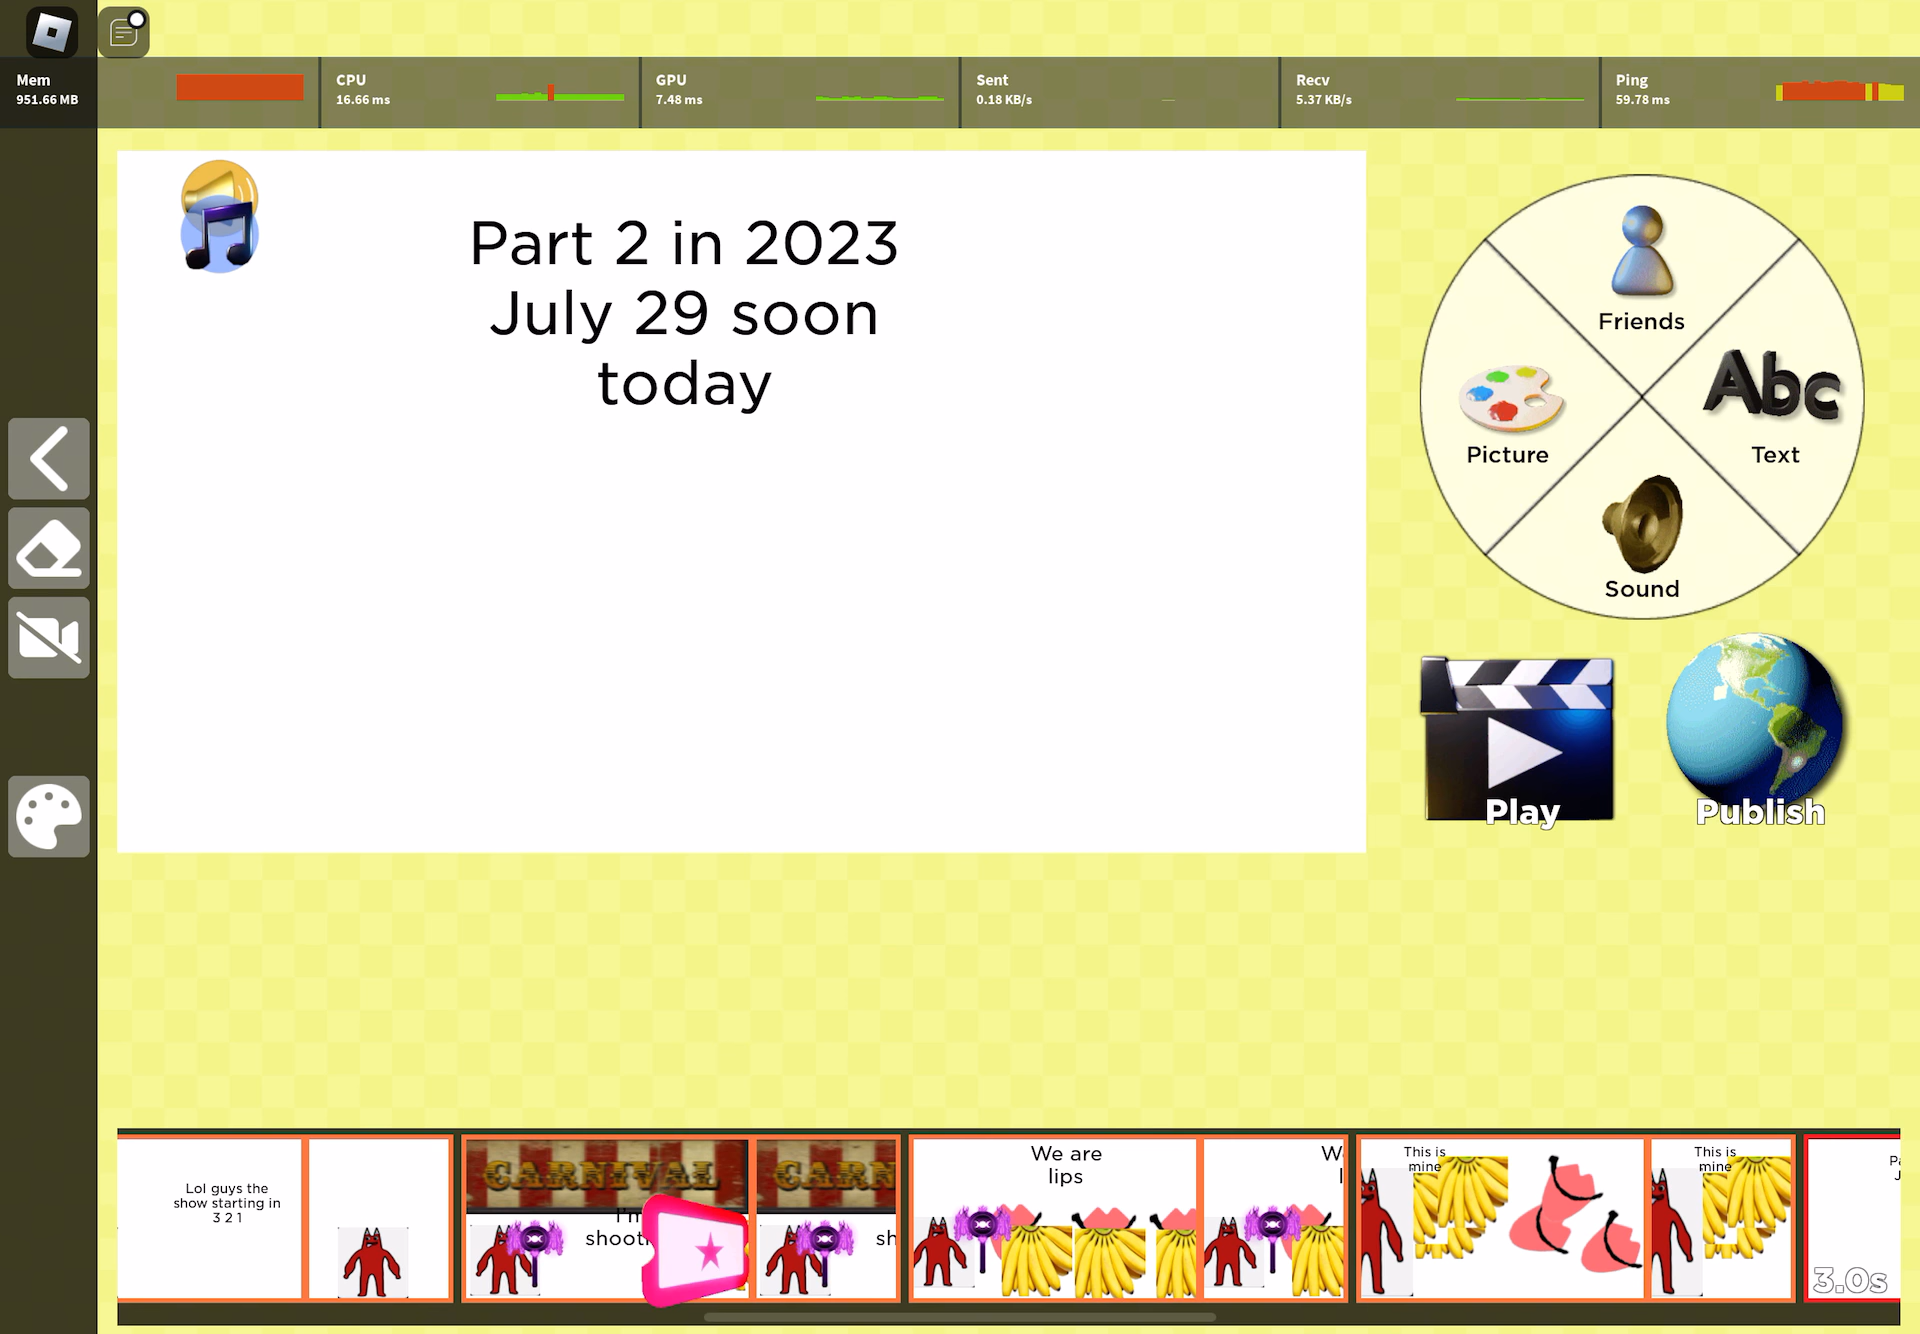 Mem
951.66 MB
CPU
16.66 ms
GPU
7.48 ms
Sent
0.18 KB/s
Recv
5.37 KB/s
Ping
59.78 ms
Part 2 in 2023
July 29 soon
today
Friends
Picture
Abc
Text
Sound
Play
Publish
Lol guys the
show starting in
3 2 1
CARNIVAL
I'm
CARN
sh
We are
lips
This is
mine
This is
mine
3.0s